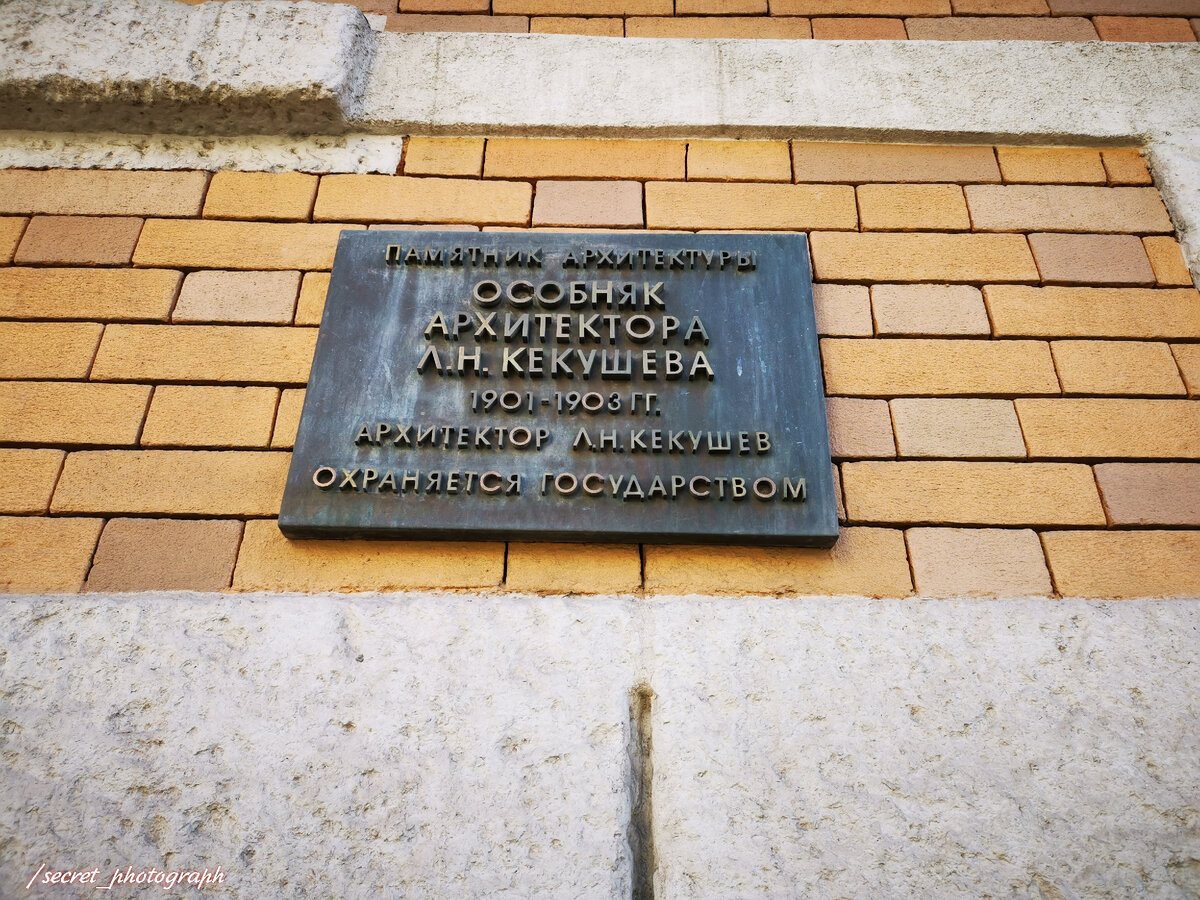 ПАМЯТНИК АРХИТЕКТУРЫ
ОСОБНЯК
АРХИТЕКТОРА
Л.Н. КЕКУШЕВА
1901-1903 ГГ.
АРХИТЕКТОР Л.Н.КЕКУШЕВ
ОХРАНЯЕТСЯ ГОСУДАРСТВОМ
/secret_photograph